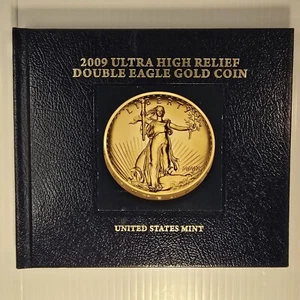 2009 ULTRA HIGH RELIEF
DOUBLE EAGLE GOLD COIN
LIBERTY
UNITED STATES MINT